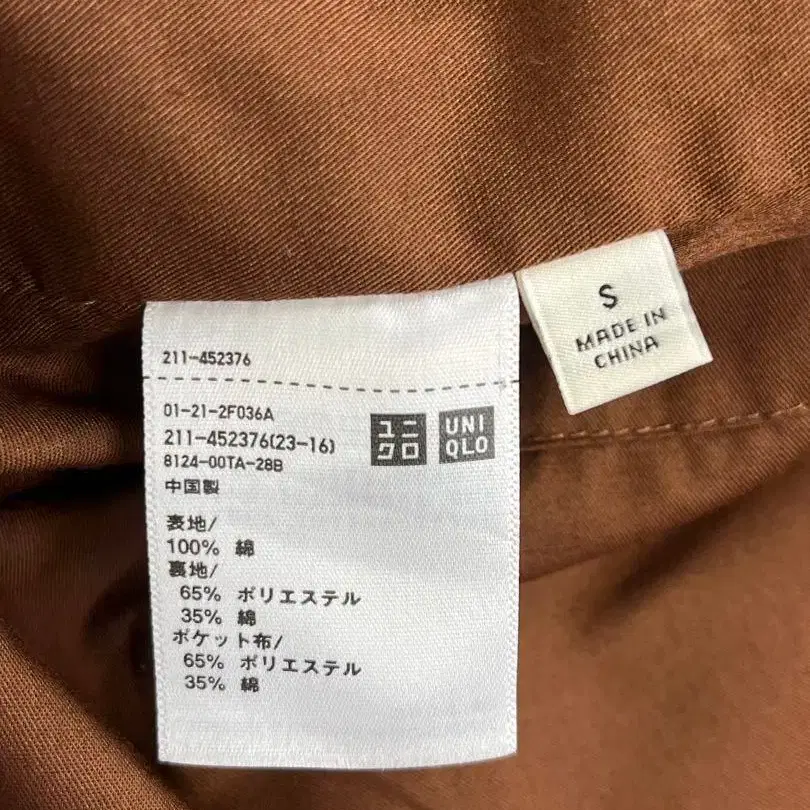 S
MADE IN
CHINA
211-452376
01-21-2F036A
211-452376(23-16)
8124-00TA-28B
中国製
ユニ
クロ
UNI
QLO
表地/
100% 綿
裏地/
65% ポリエステル
35% 綿
ポケット布/
65% ポリエステル
35% 綿